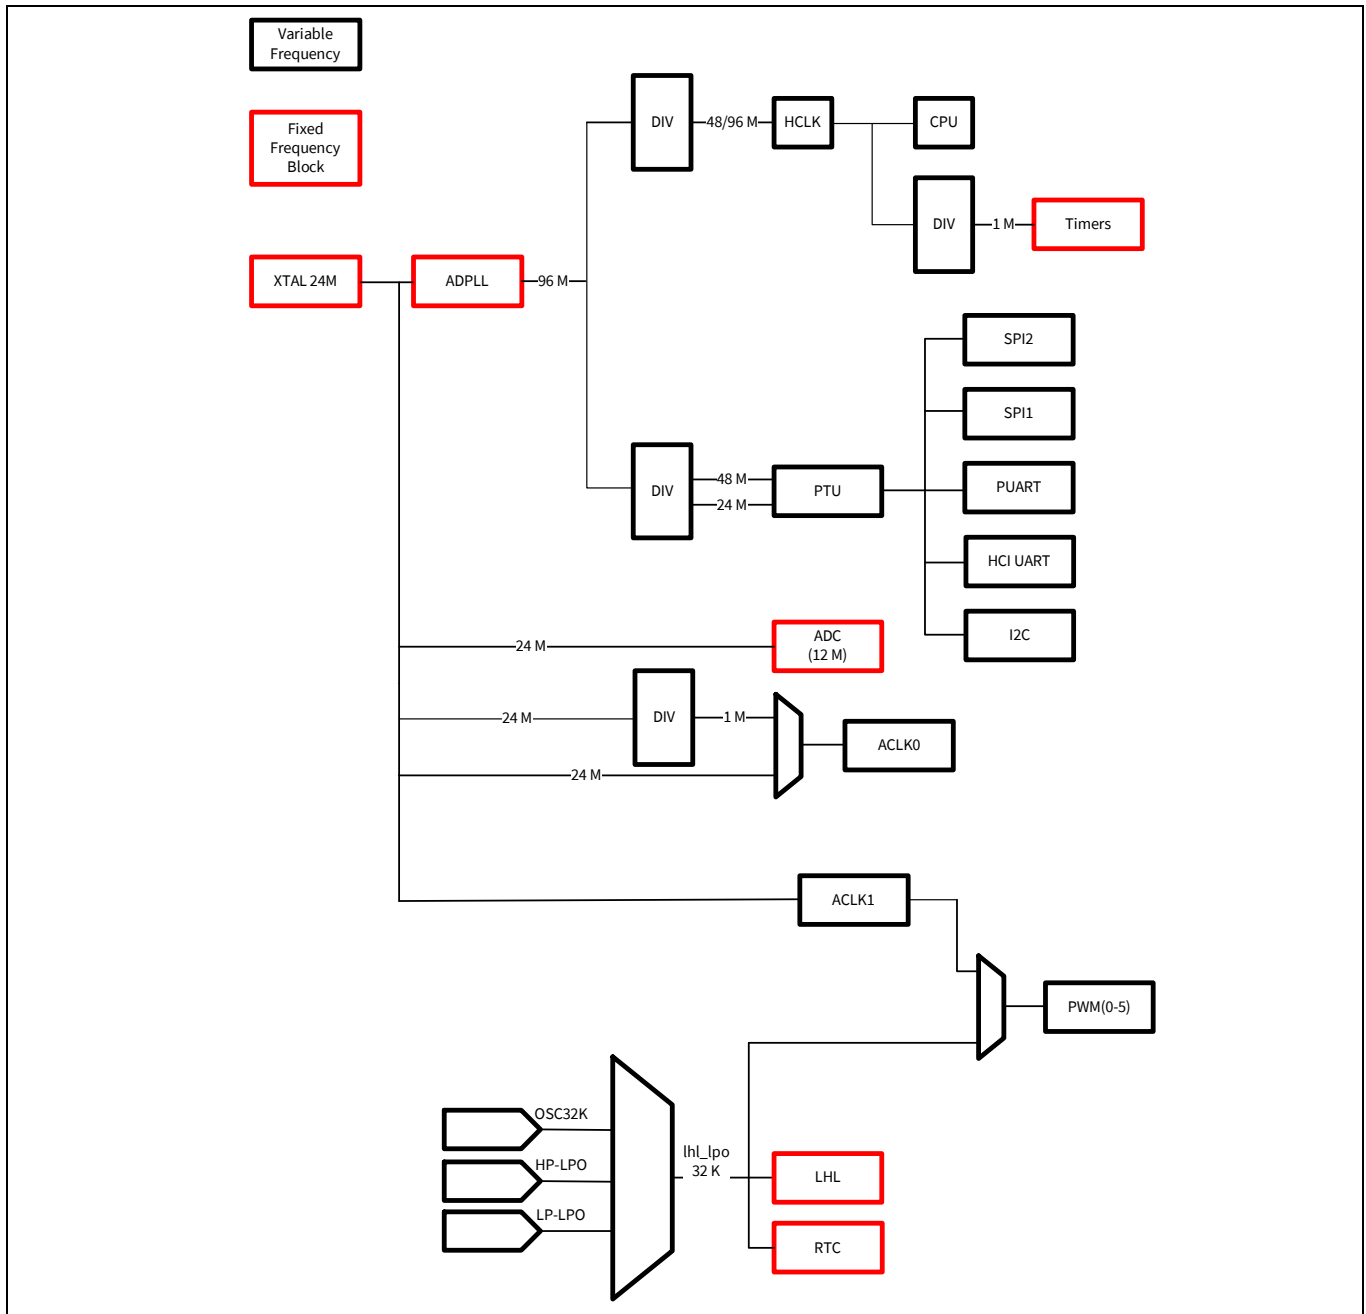 Variable
Frequency
Fixed
Frequency
Block
DIV
48/96 M
HCLK
CPU
DIV
1 M
Timers
XTAL 24M
ADPLL
96 M
SPI2
SPI1
DIV
48 M
24 M
PTU
PUART
HCI UART
I2C
24 M
ADC
(12 M)
24 M
DIV
1 M
24 M
ACLK0
ACLK1
PWM(0-5)
OSC32K
HP-LPO
LP-LPO
lhl_lpo
32 K
LHL
RTC